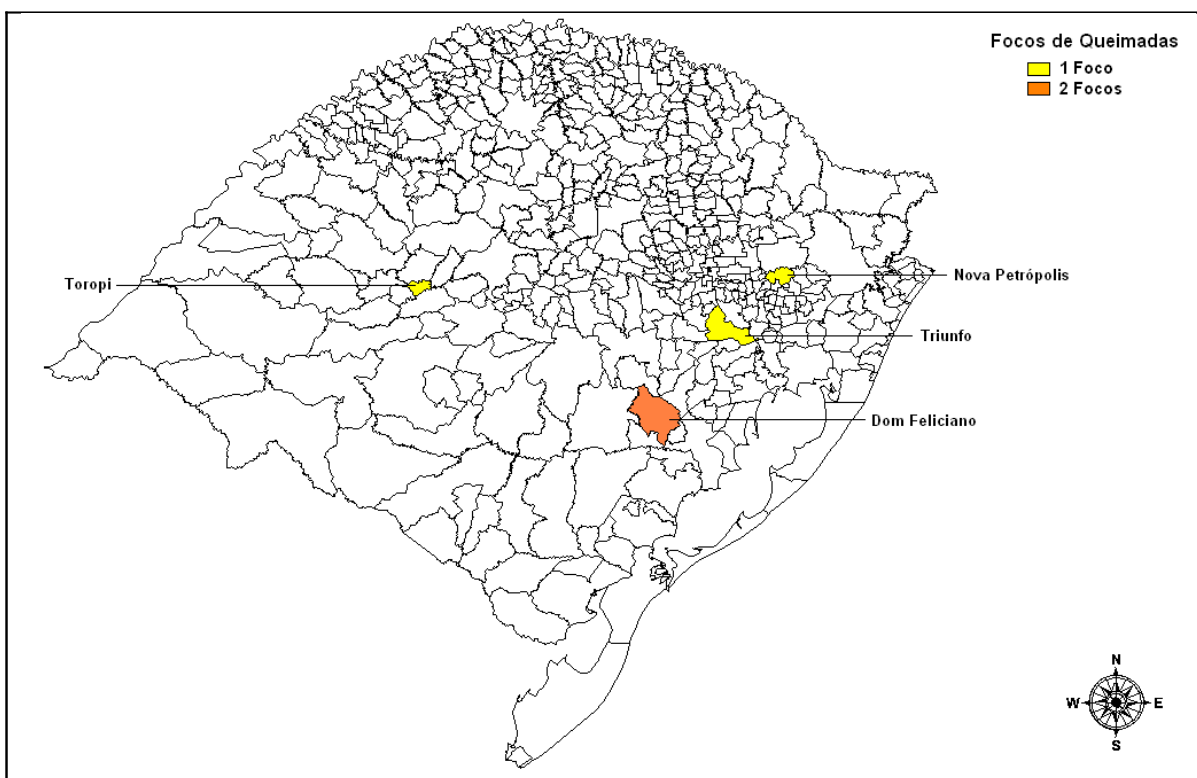 Focos de Queimadas
1 Foco
2 Focos
Toropi
Nova Petrópolis
Triunfo
Dom Feliciano
N
W
E
S